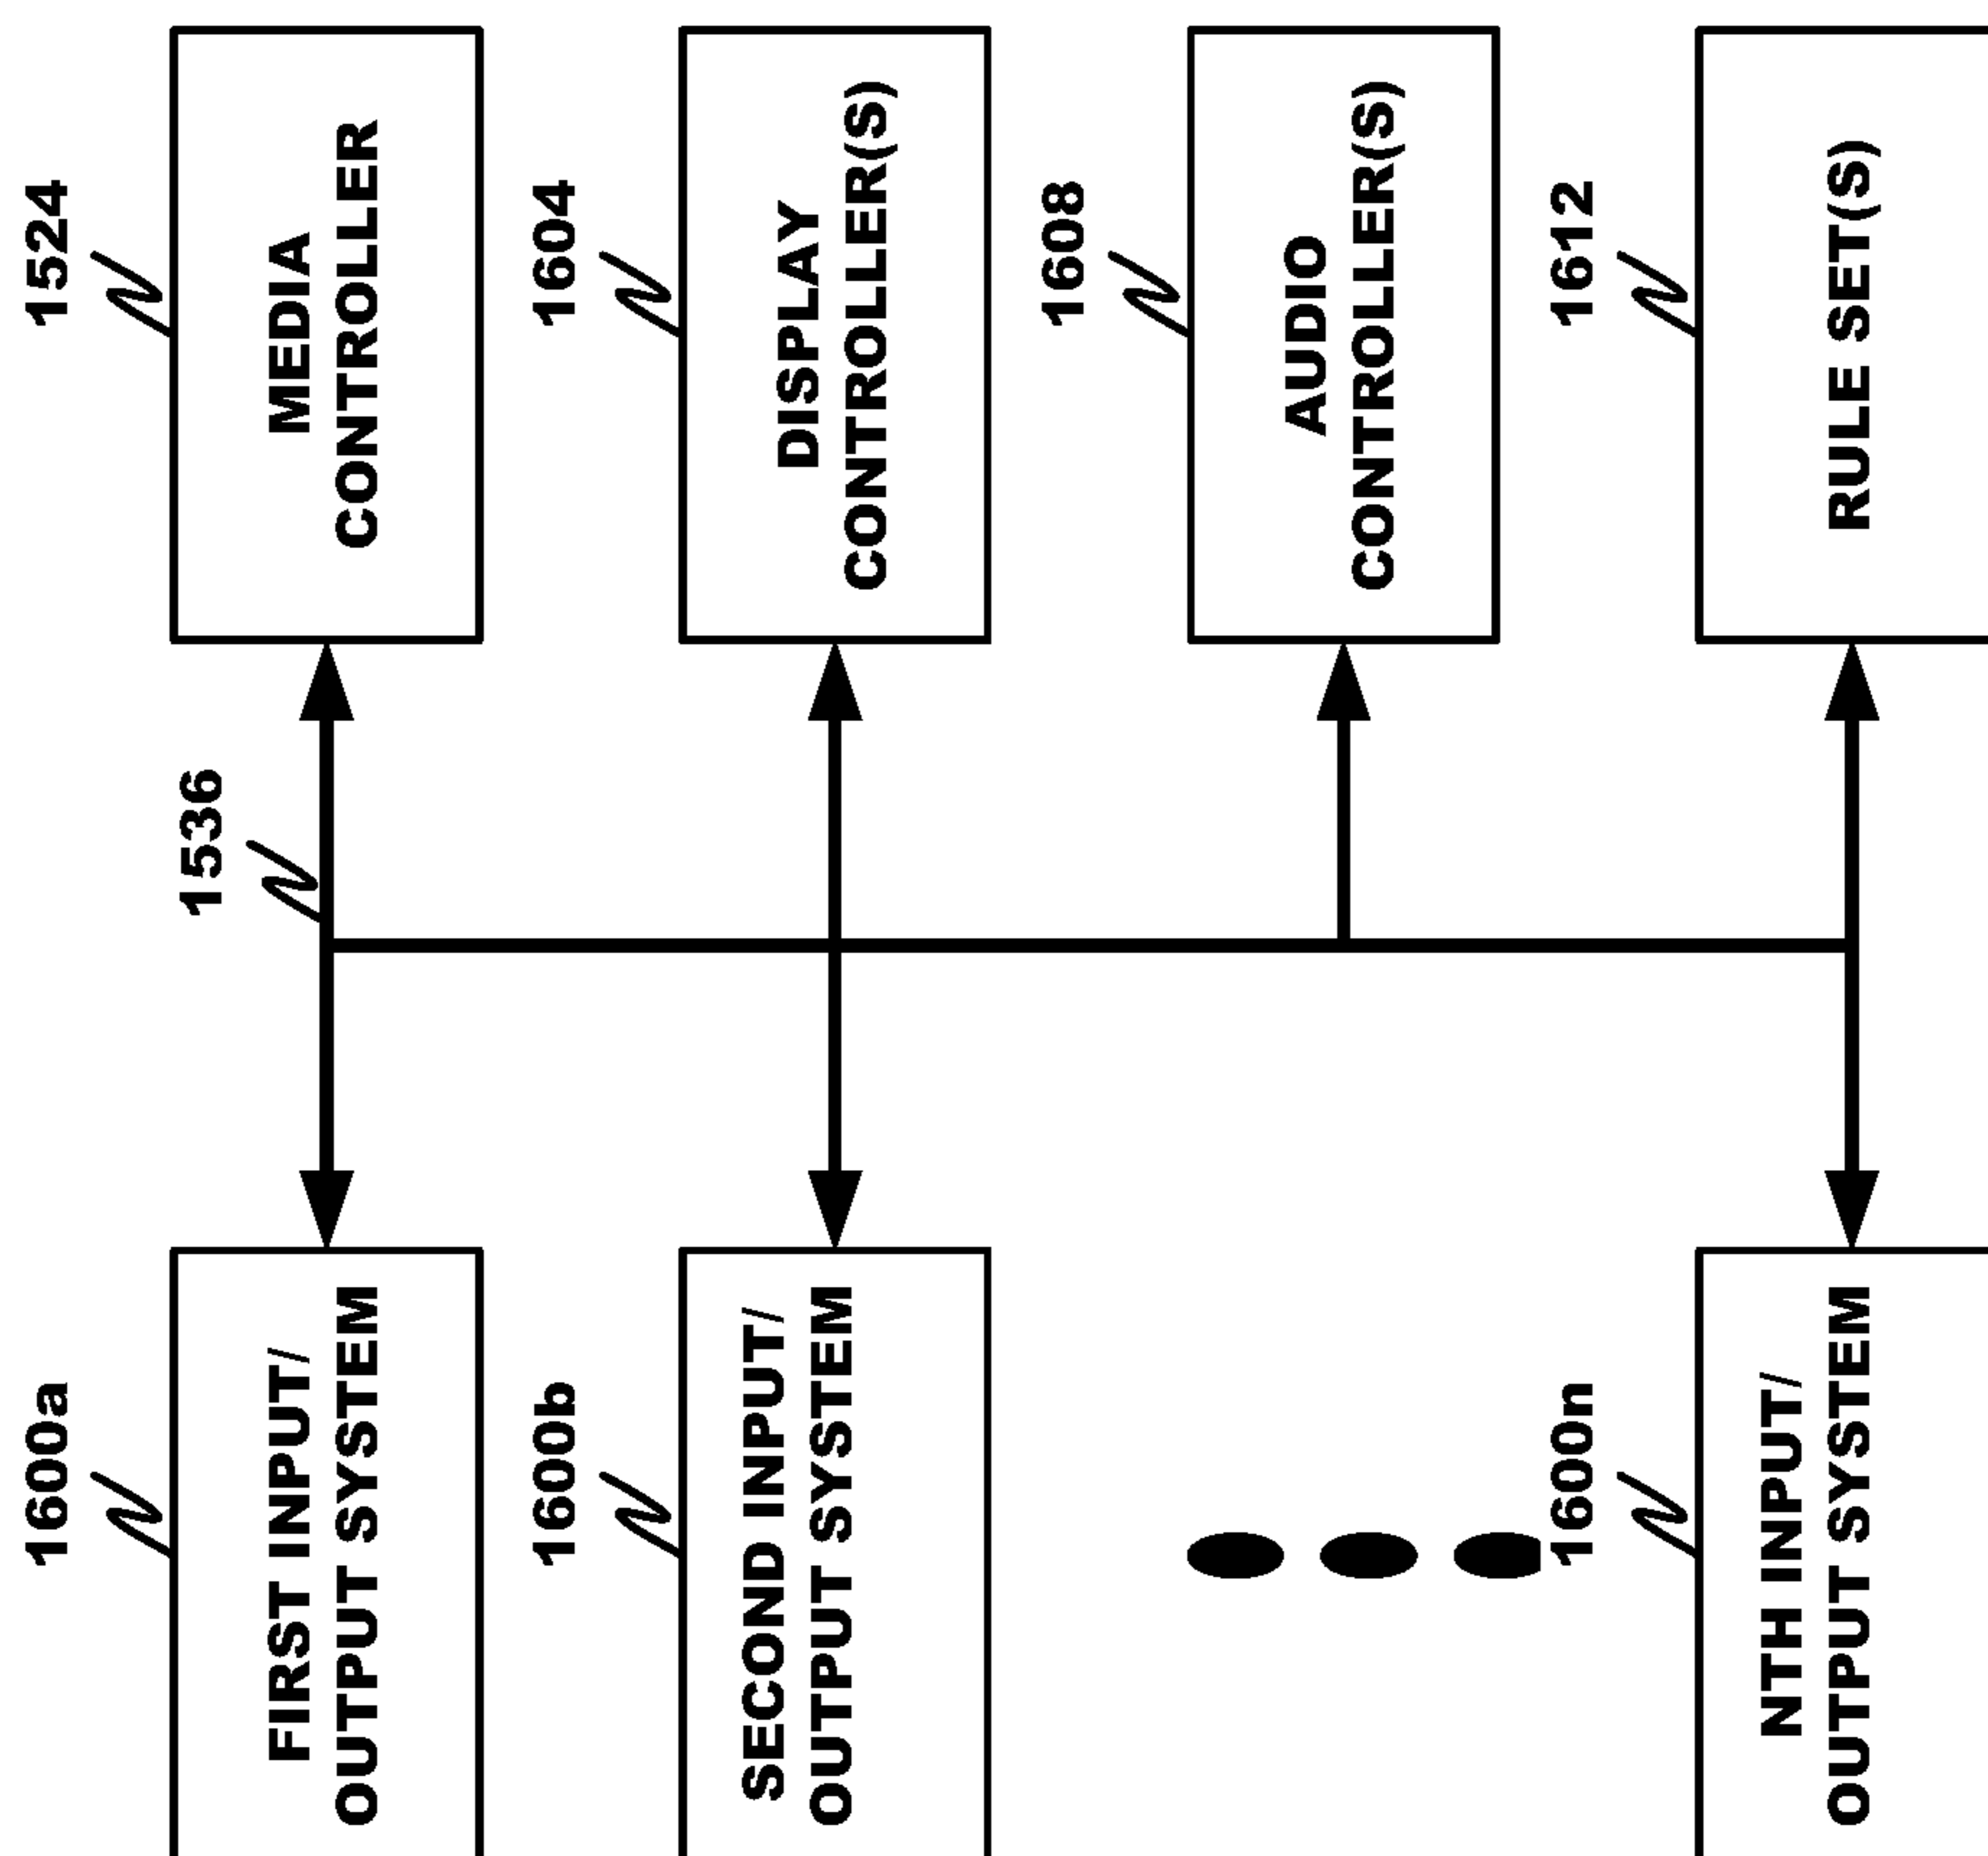 1524
MEDIA
CONTROLLER
1604
DISPLAY
CONTROLLER(S)
1608
AUDIO
CONTROLLER(S)
1612
RULE SET(S)
1536
1600a
FIRST INPUT/
OUTPUT SYSTEM
1600b
SECOND INPUT/
OUTPUT SYSTEM
1600n
NTH INPUT/
OUTPUT SYSTEM